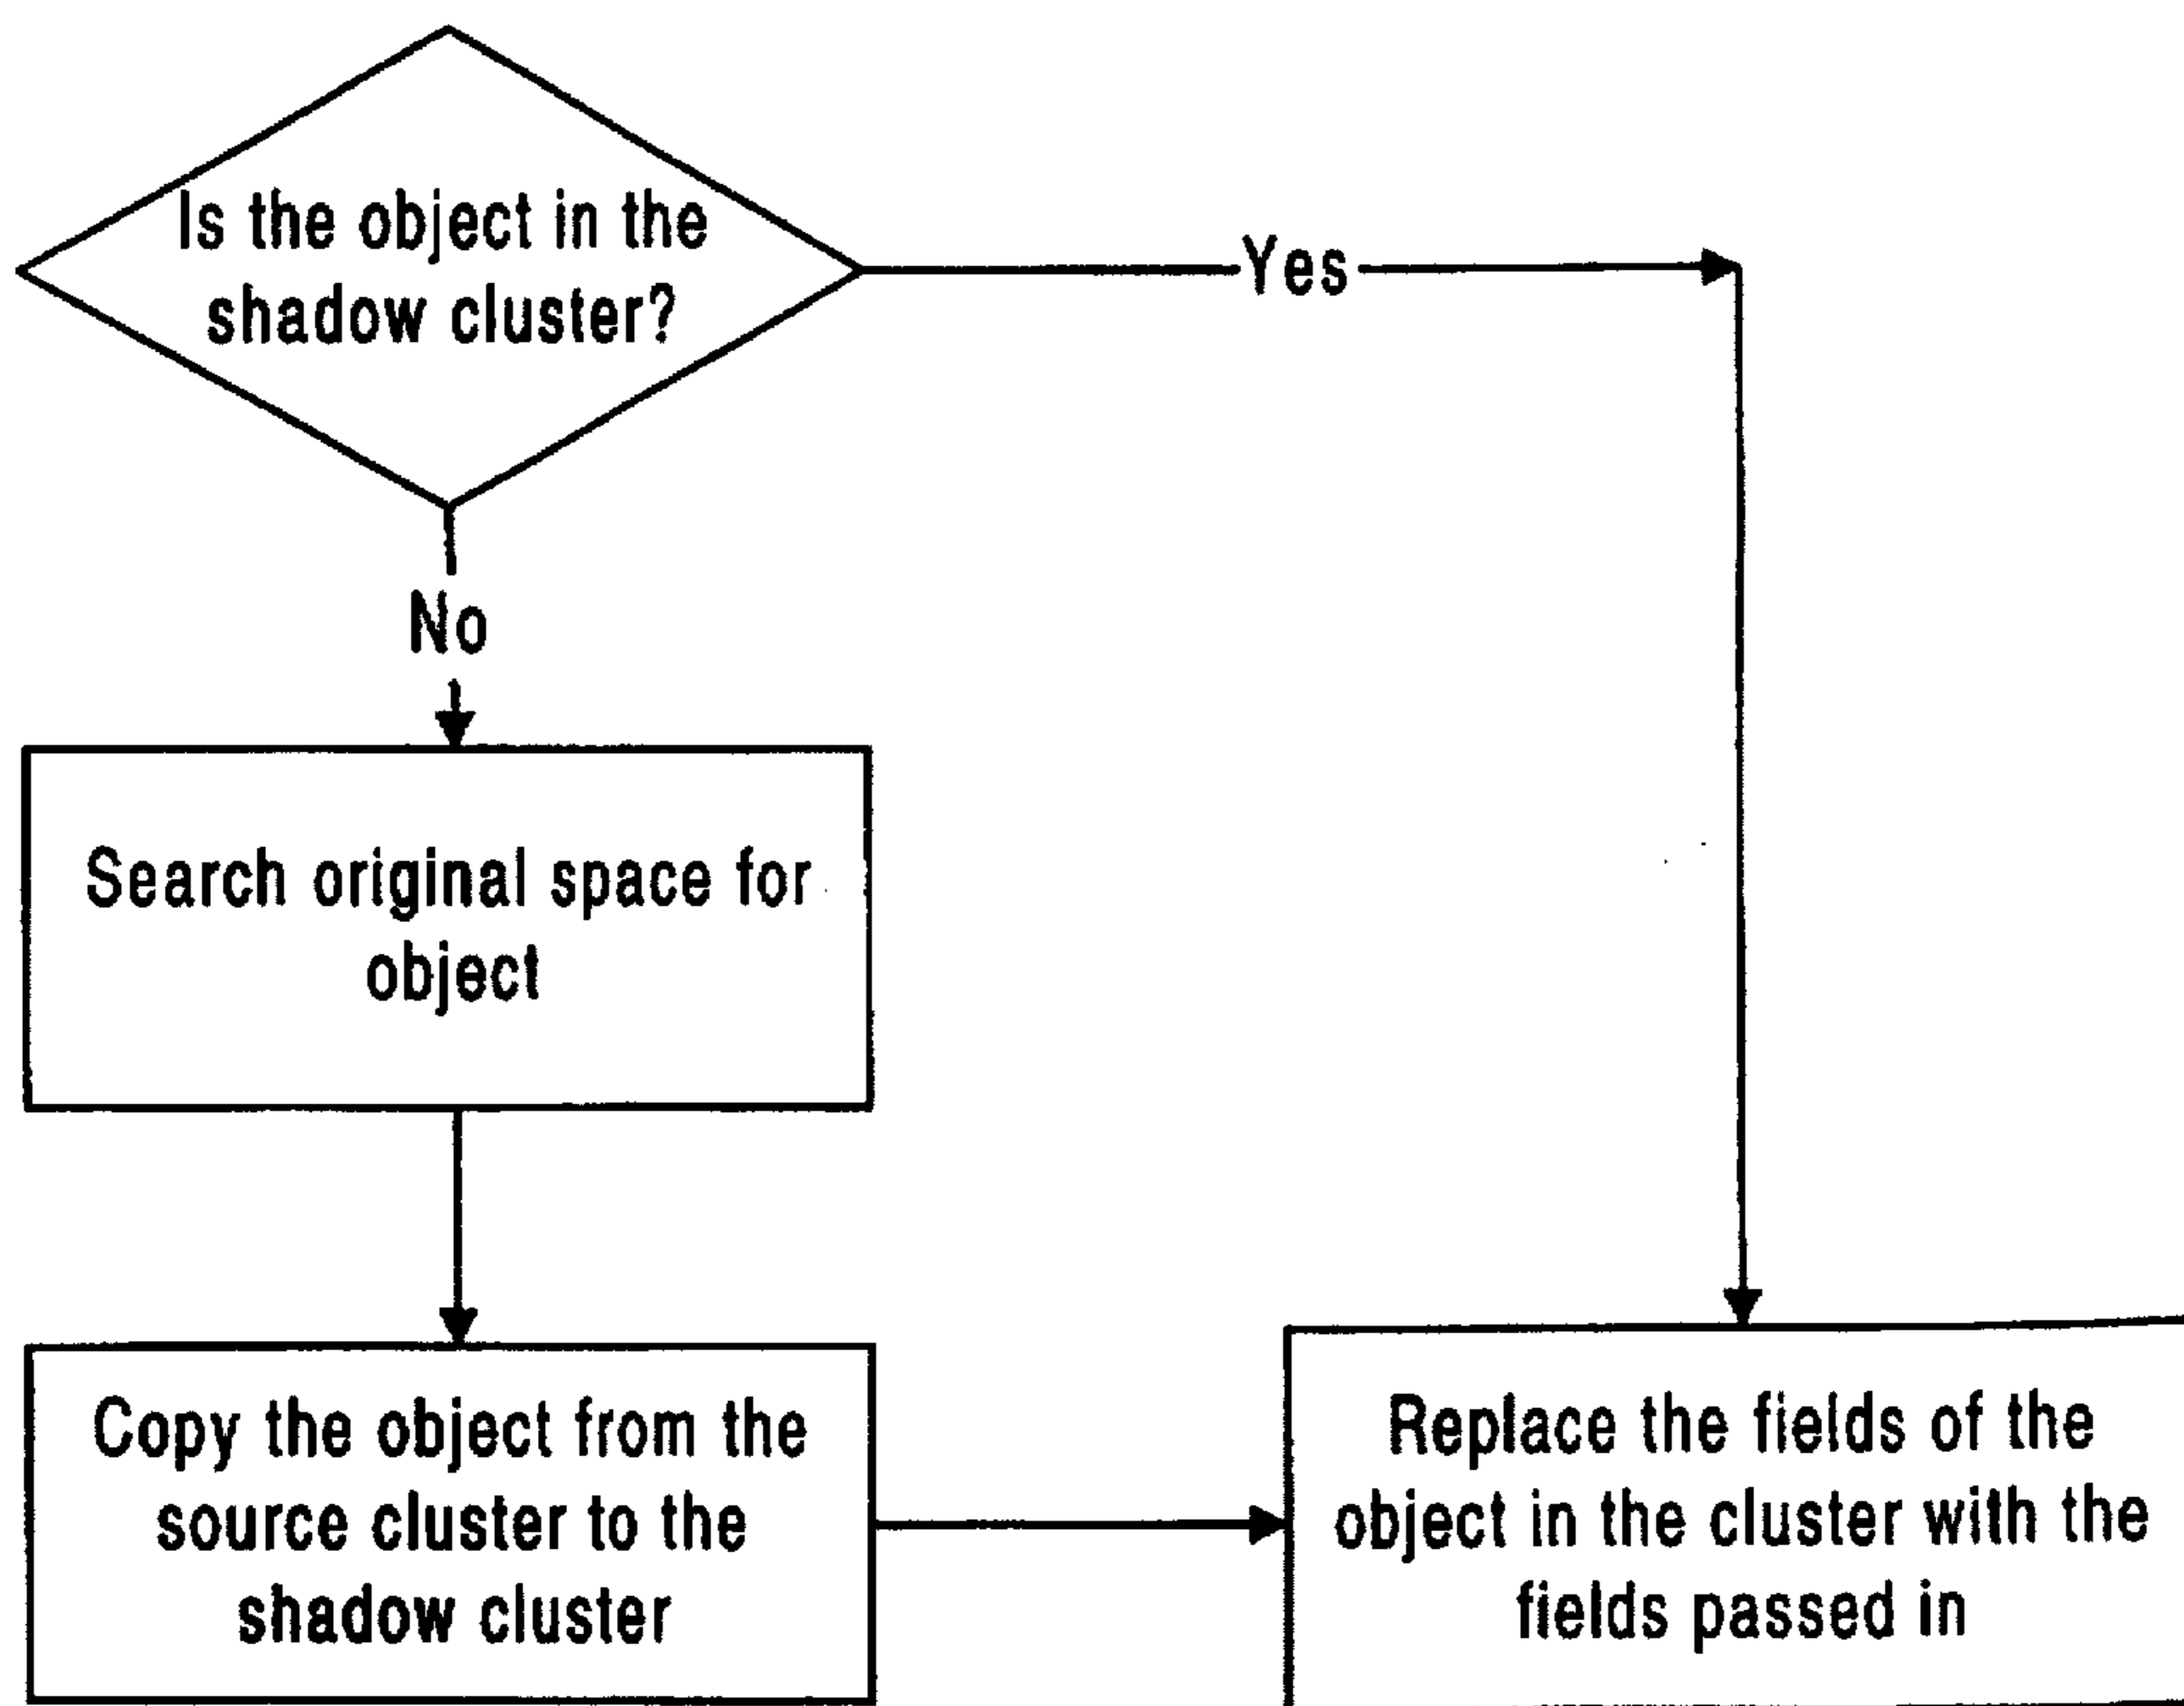 Is the object in the
shadow cluster?
Yes
No
Search original space for
object
Copy the object from the
source cluster to the
shadow cluster
Replace the fields of the
object in the cluster with the
fields passed in